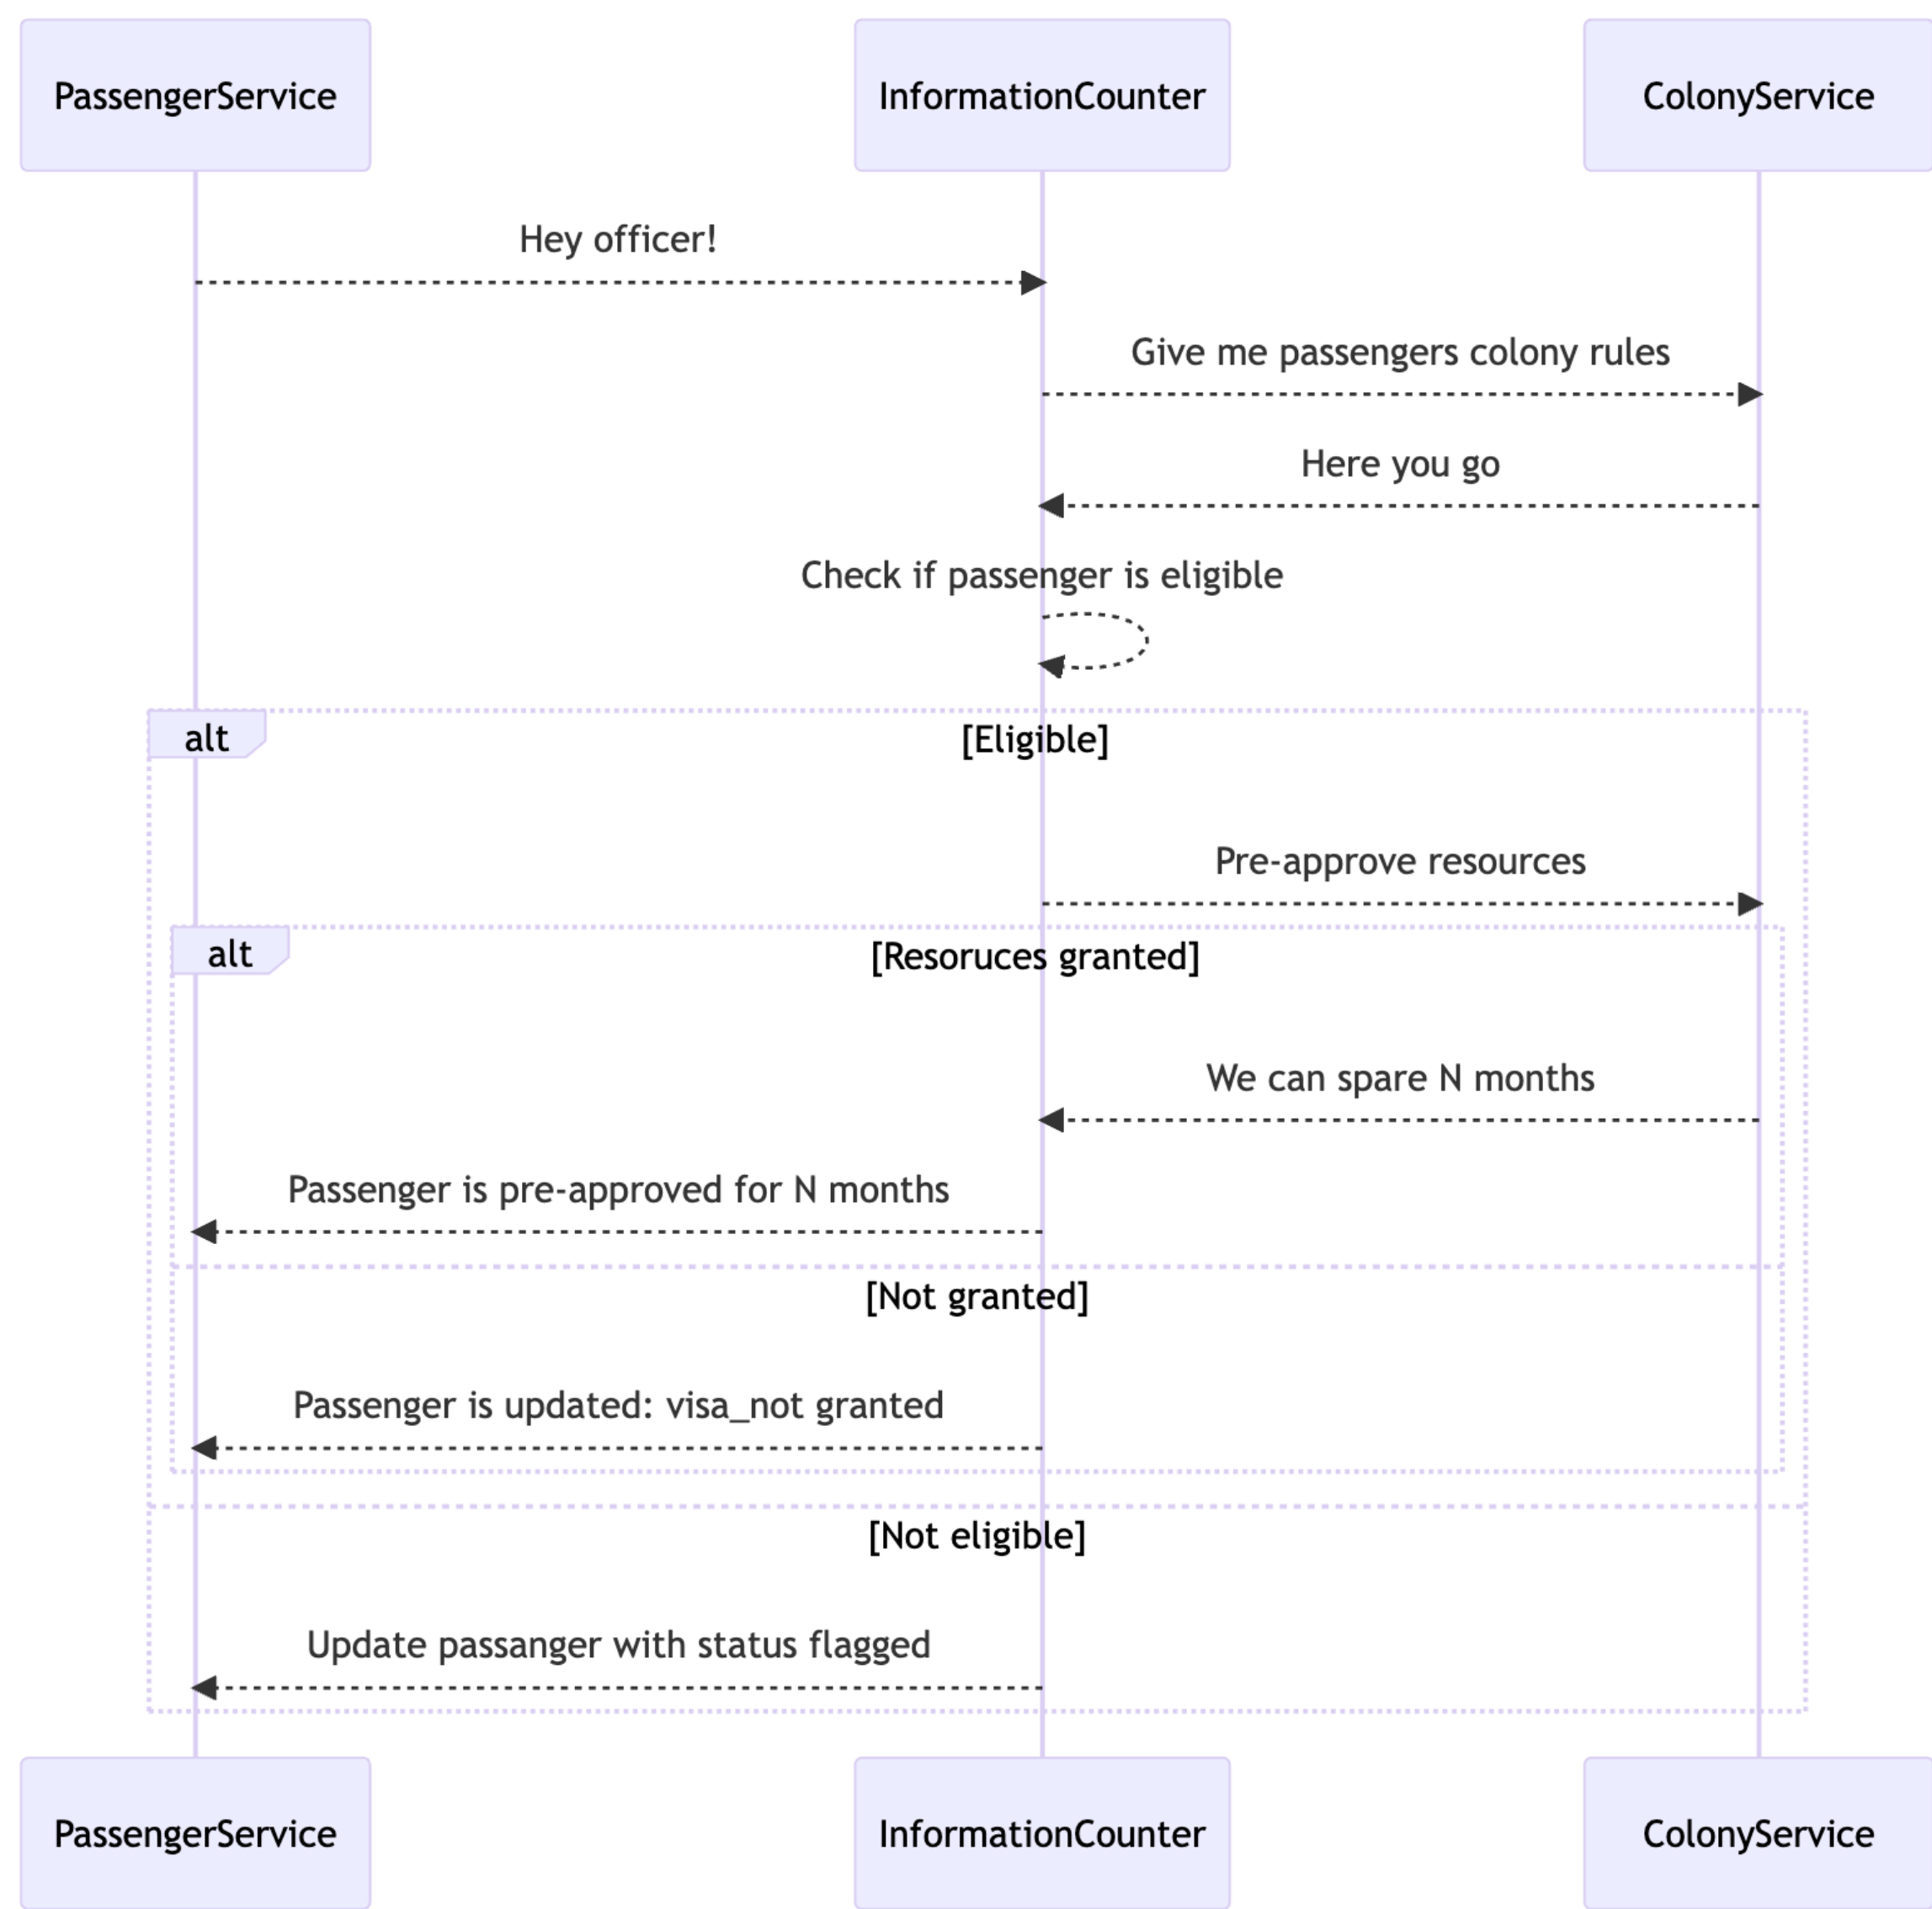 PassengerService
InformationCounter
ColonyService
Hey officer!
Give me passengers colony rules
Here you go
Check if passenger is eligible
alt
[Eligible]
Pre-approve resources
alt
[Resoruces granted]
We can spare N months
Passenger is pre-approved for N months
[Not granted]
Passenger is updated: visa_not granted
[Not eligible]
Update passanger with status flagged
PassengerService
InformationCounter
ColonyService